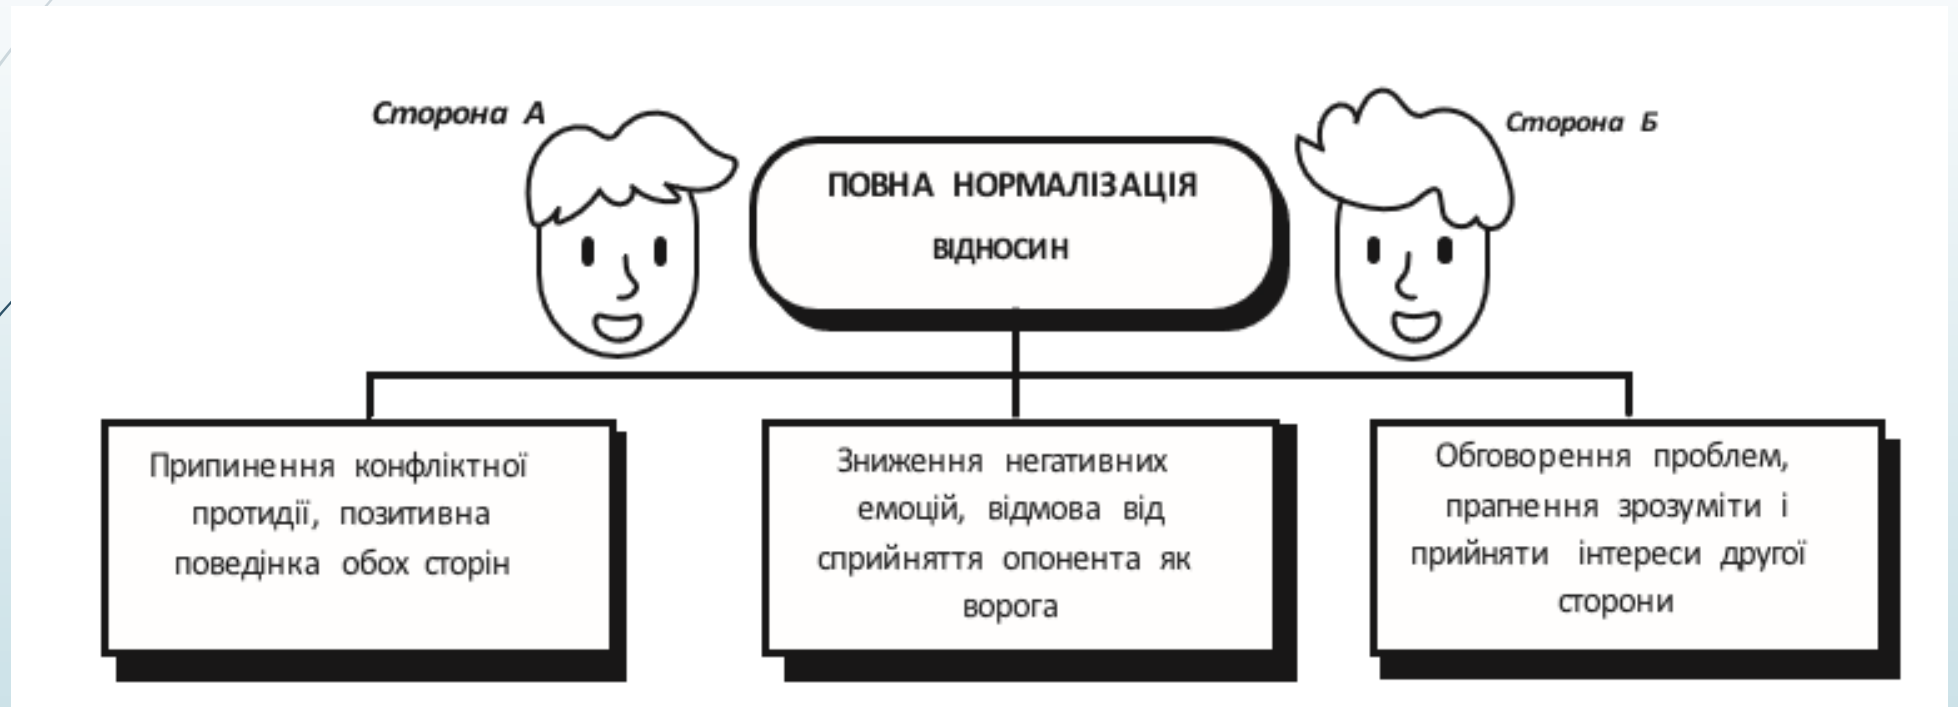 Сторона А
Сторона Б
ПОВНА НОРМАЛІЗАЦІЯ
ВІДНОСИН
Припинення конфліктної
протидії, позитивна
поведінка обох сторін
Зниження негативних
емоцій, відмова від
сприйняття опонента як
ворога
Обговорення проблем,
прагнення зрозуміти і
прийняти інтереси другої
сторони